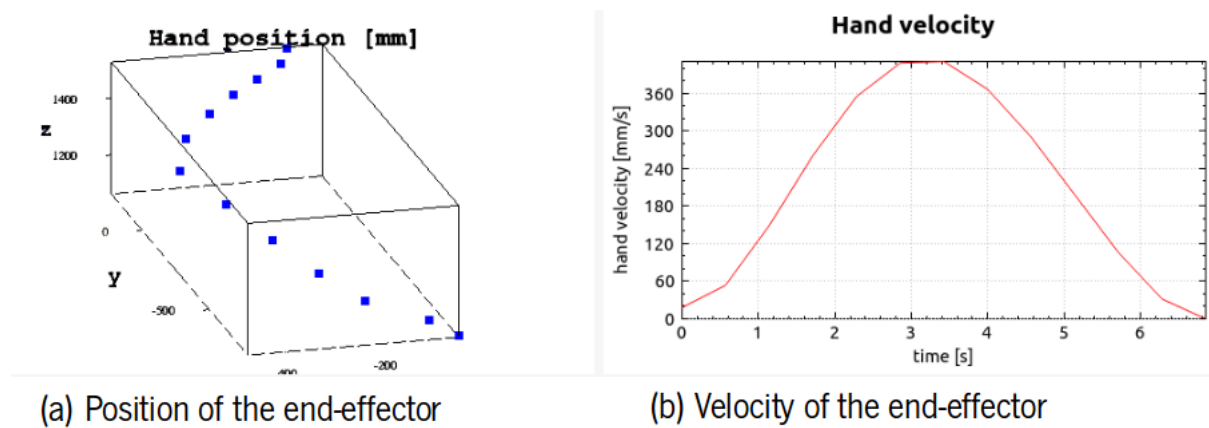 Hand position [mm]
1400
z
1200
0
y
-500
-400
-200
(a) Position of the end-effector
Hand velocity
hand velocity [mm/s]
360
300
240
180
120
60
0
0 1 2 3 4 5 6
time [s]
(b) Velocity of the end-effector